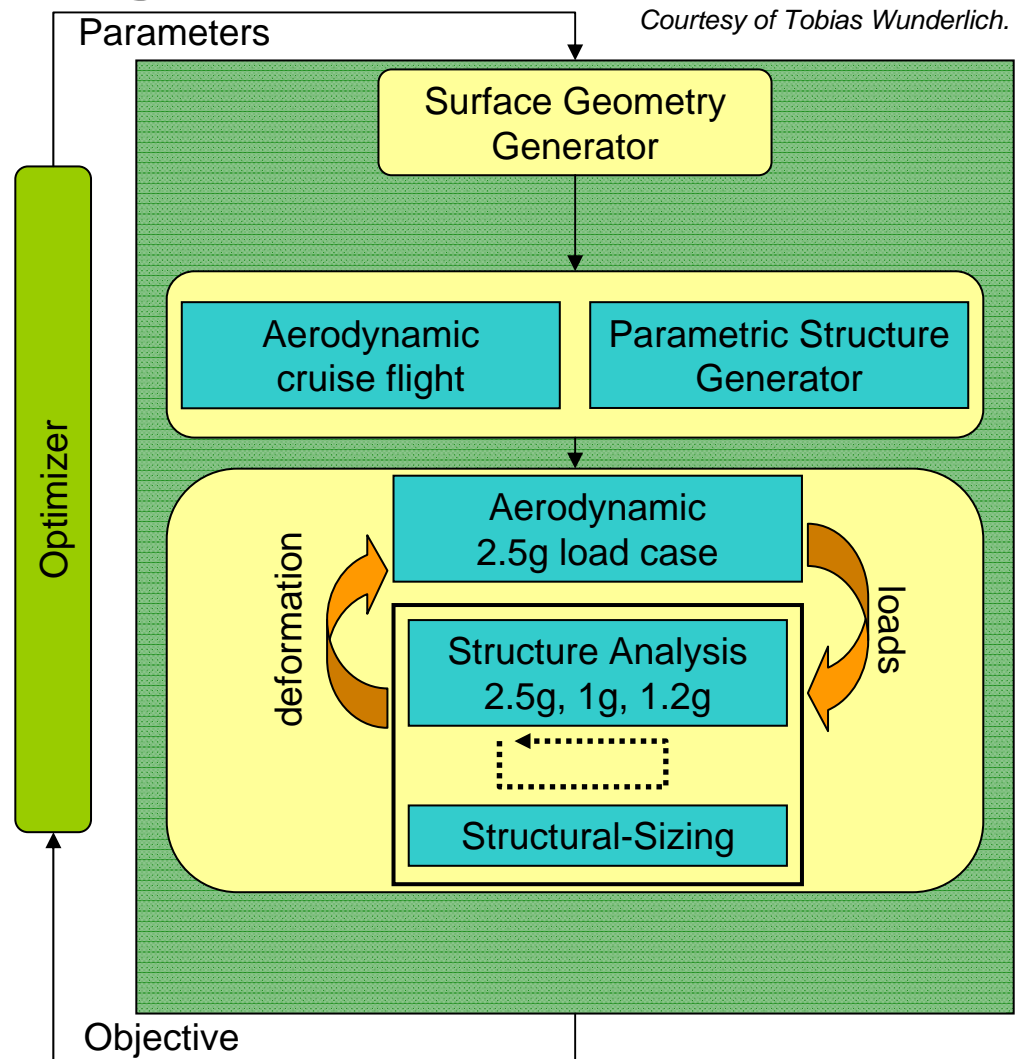 Courtesy of Tobias Wunderlich.
Parameters
Surface Geometry
Generator
Aerodynamic
cruise flight
Parametric Structure
Generator
Optimizer
Aerodynamic
2.5g load case
deformation
loads
Structure Analysis
2.5g, 1g, 1.2g
Structural-Sizing
Objective